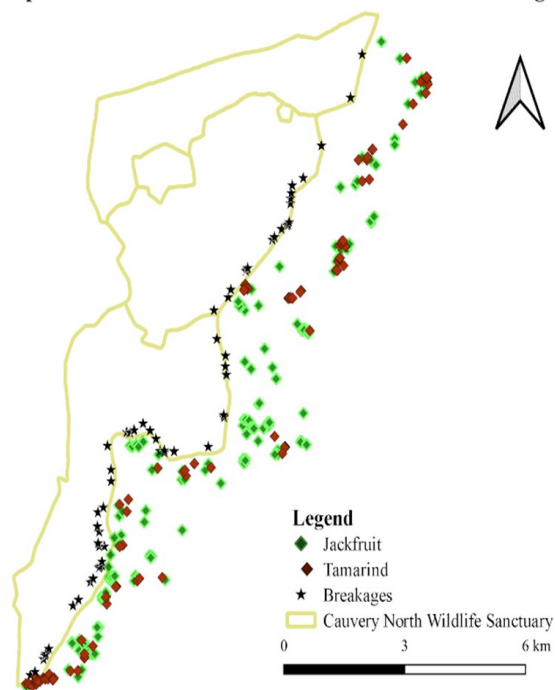 Legend
Jackfruit
Tamarind
Breakages
Cauvery North Wildlife Sanctuary
0 3 6 km